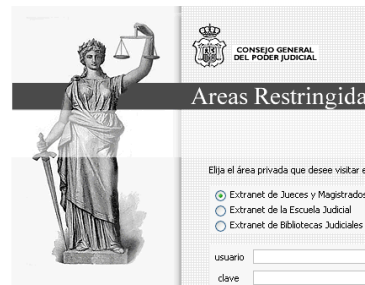 CONSEJO GENERAL
DEL PODER JUDICIAL
Areas Restringida
Elija el área privada que desee visitar e
Extranet de Jueces y Magistrados
Extranet de la Escuela Judicial
Extranet de Bibliotecas Judiciales
usuario
clave